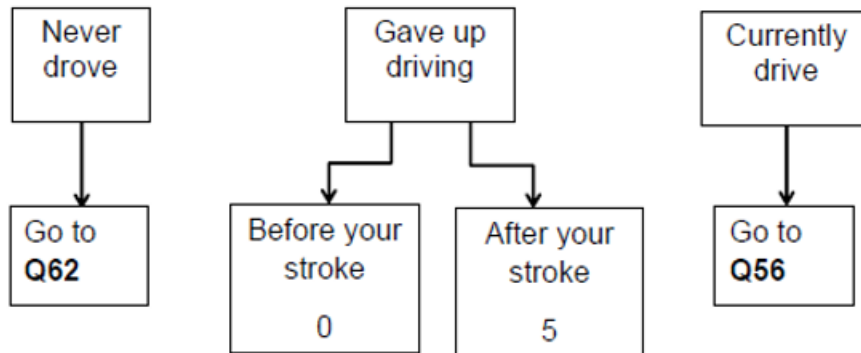 Never
drove
Gave up
driving
Currently
drive
Go to
Q62
Before your
stroke
0
After your
stroke
5
Go to
Q56